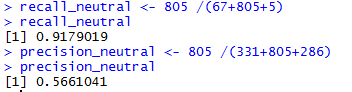 > recall_neutral <- 805 /(67+805+5)
> recall_neutral
[1] 0.9179019
> precision_neutral <- 805 /(331+805+286)
> precision_neutral
[1] 0.5661041